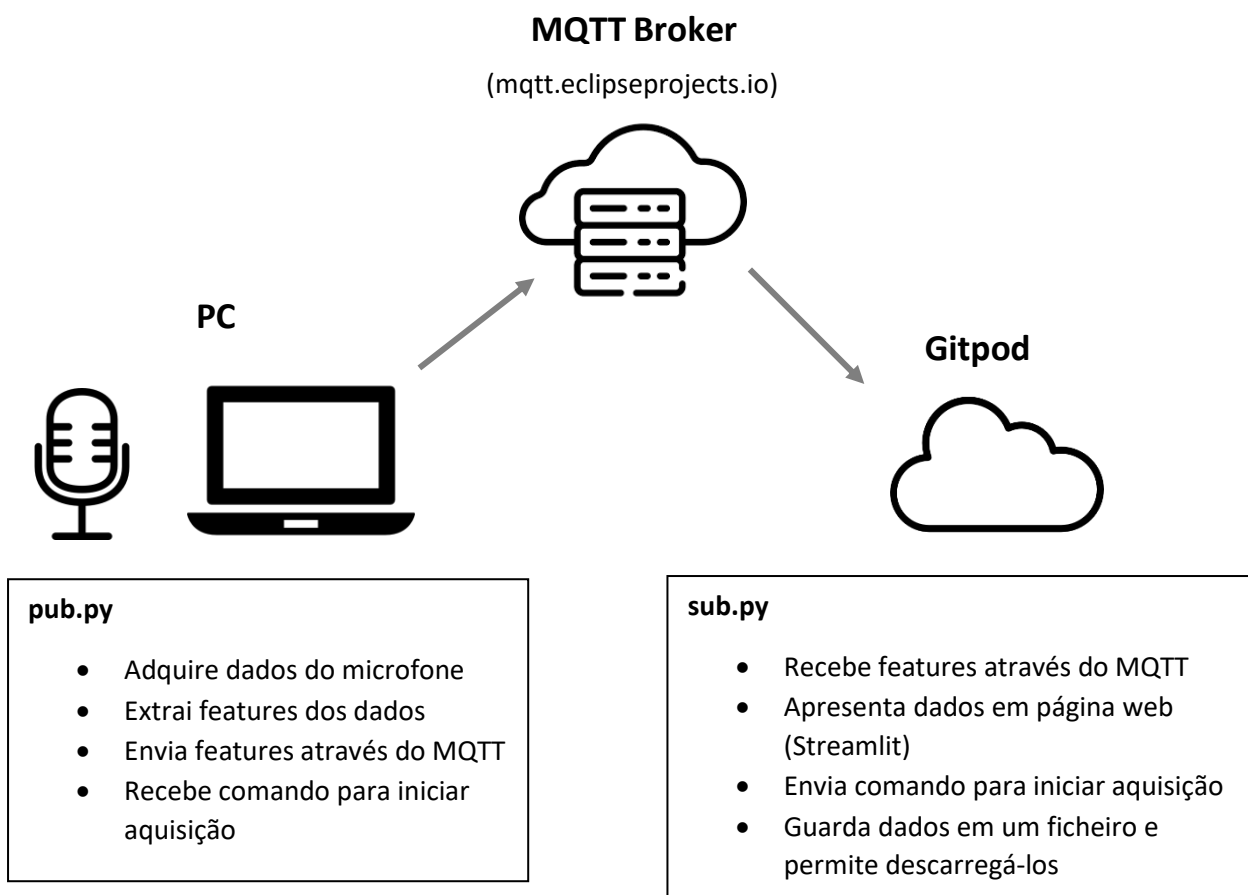 MQTT Broker
(mqtt.eclipseprojects.io)
PC
Gitpod
pub.py
• Adquire dados do microfone
• Extrai features dos dados
• Envia features através do MQTT
• Recebe comando para iniciar
aquisição
sub.py
• Recebe features através do MQTT
• Apresenta dados em página web
(Streamlit)
• Envia comando para iniciar aquisição
• Guarda dados em um ficheiro e
permite descarregá-los